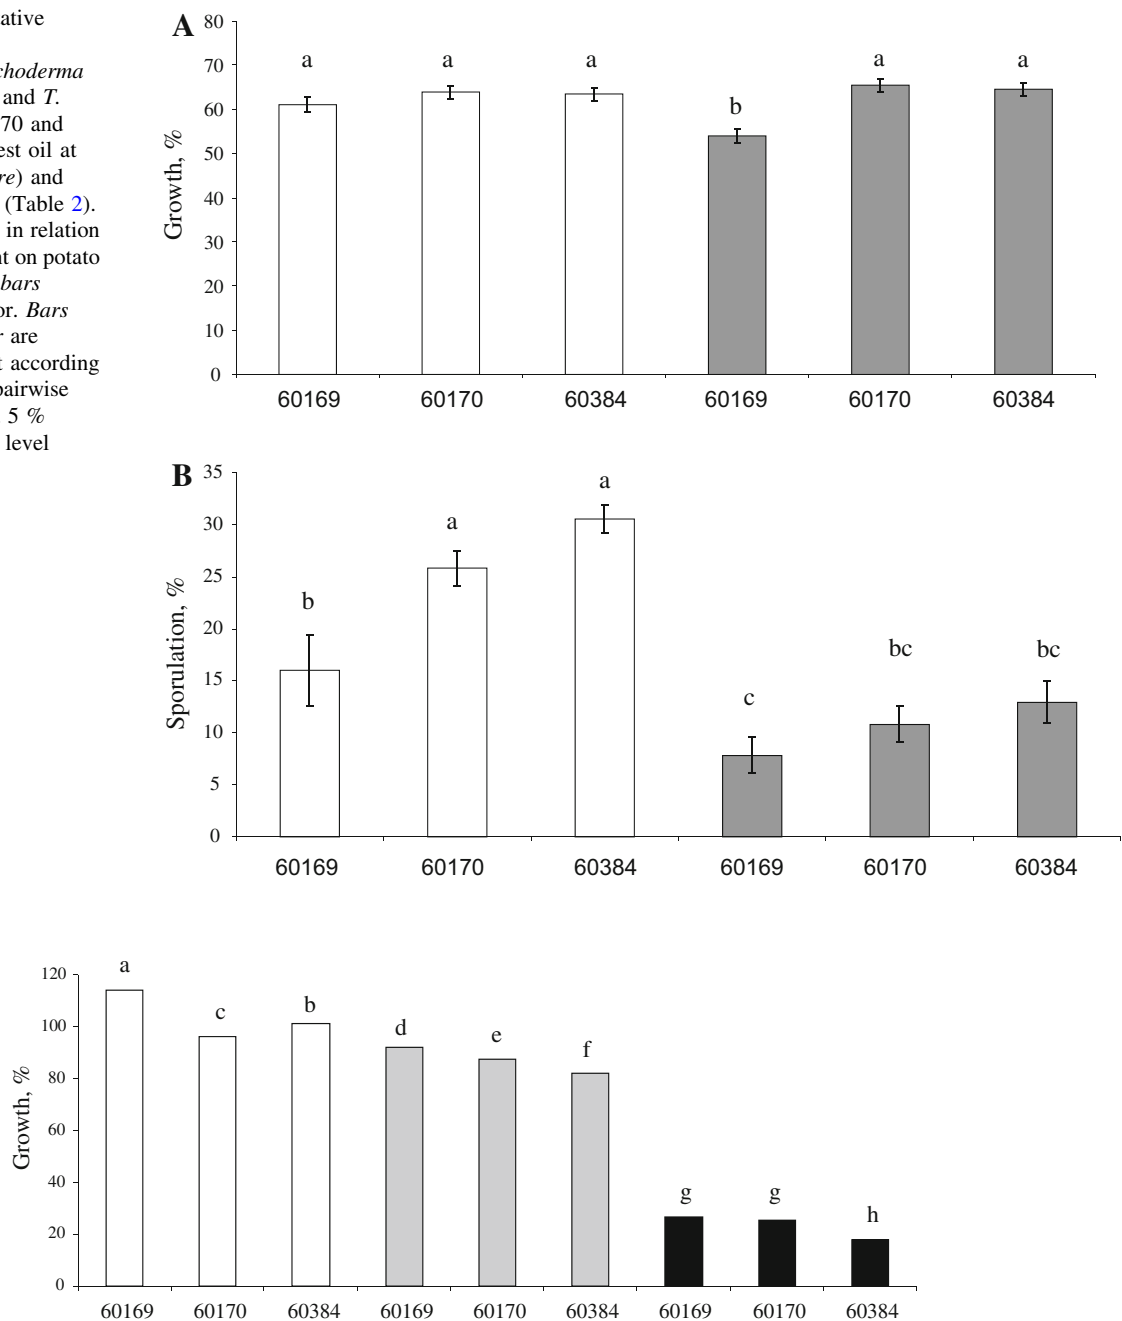 ative
choderma
and T.
70 and
est oil at
re) and
(Table 2).
in relation
nt on potato
bars
or. Bars
r are
t according
pairwise
5 %
level
A
80
70
60
50
40
30
20
10
0
Growth, %
a a a b a a
60169 60170 60384 60169 60170 60384
B
35
30
25
20
15
10
5
0
Sporulation, %
b a a c bc bc
60169 60170 60384 60169 60170 60384
120
100
80
60
40
20
0
Growth, %
a c b d e f g g h
60169 60170 60384 60169 60170 60384 60169 60170 60384